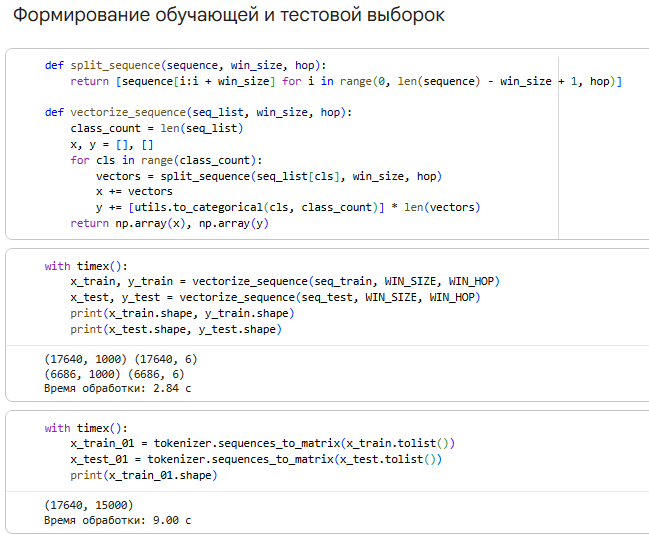 Формирование обучающей и тестовой выборок
def split_sequence(sequence, win_size, hop):
    return [sequence[i:i + win_size] for i in range(0, len(sequence) - win_size + 1, hop)]
def vectorize_sequence(seq_list, win_size, hop):
    class_count = len(seq_list)
    x, y = [], []
    for cls in range(class_count):
        vectors = split_sequence(seq_list[cls], win_size, hop)
        x += vectors
        y += [utils.to_categorical(cls, class_count)] * len(vectors)
    return np.array(x), np.array(y)
with timex():
    x_train, y_train = vectorize_sequence(seq_train, WIN_SIZE, WIN_HOP)
    x_test, y_test = vectorize_sequence(seq_test, WIN_SIZE, WIN_HOP)
    print(x_train.shape, y_train.shape)
    print(x_test.shape, y_test.shape)
(17640, 1000) (17640, 6)
(6686, 1000) (6686, 6)
Время обработки: 2.84 с
with timex():
    x_train_01 = tokenizer.sequences_to_matrix(x_train.tolist())
    x_test_01 = tokenizer.sequences_to_matrix(x_test.tolist())
    print(x_train_01.shape)
(17640, 15000)
Время обработки: 9.00 с